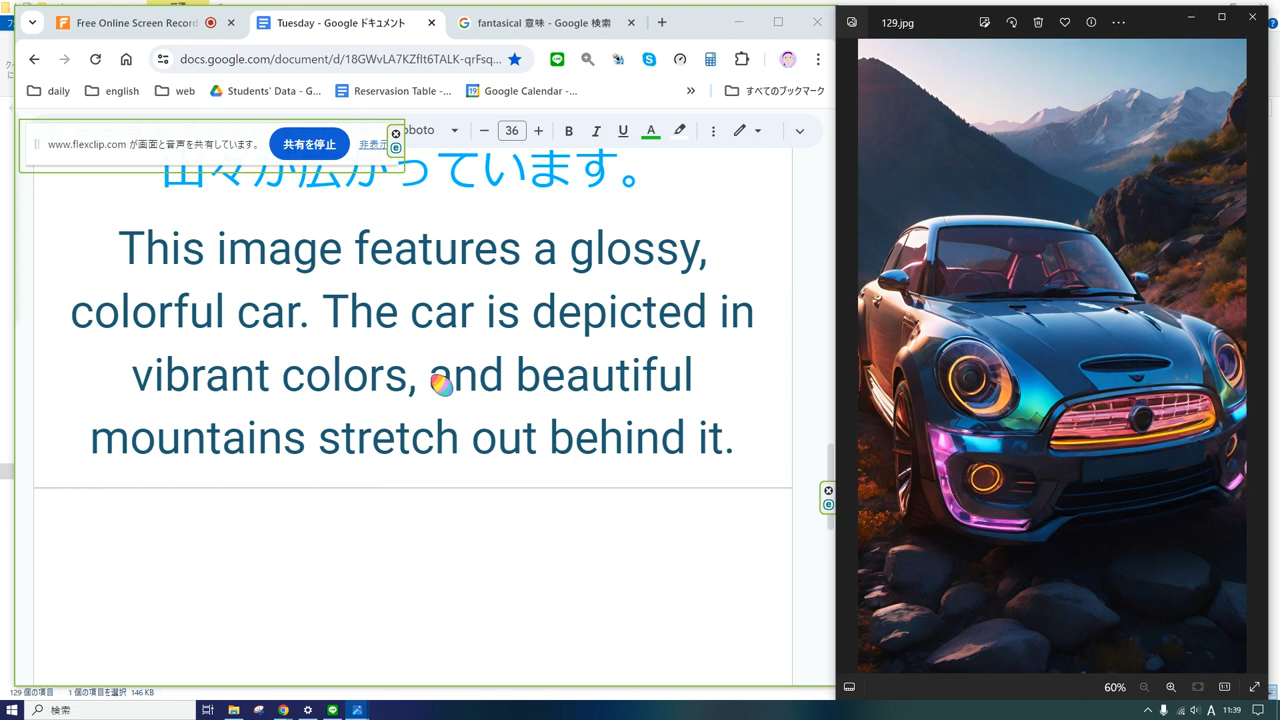 Free Online Screen Record
Tuesday - Google ドキュメント
fantasical 意味 - Google 検索
129.jpg
docs.google.com/document/d/18GWvLA7KZfIt6TALK-qrFsq...
daily
english
web
Students' Data - G...
Reservasion Table -...
Google Calendar -...
すべてのブックマーク
www.flexclip.com が画面と音声を共有しています。
共有を停止
非表示
oboto
36
山々が広がっています。
This image features a glossy,
colorful car. The car is depicted in
vibrant colors, and beautiful
mountains stretch out behind it.
129 個の項目
1 個の項目を選択 146 KB
60%
検索
A
11:39